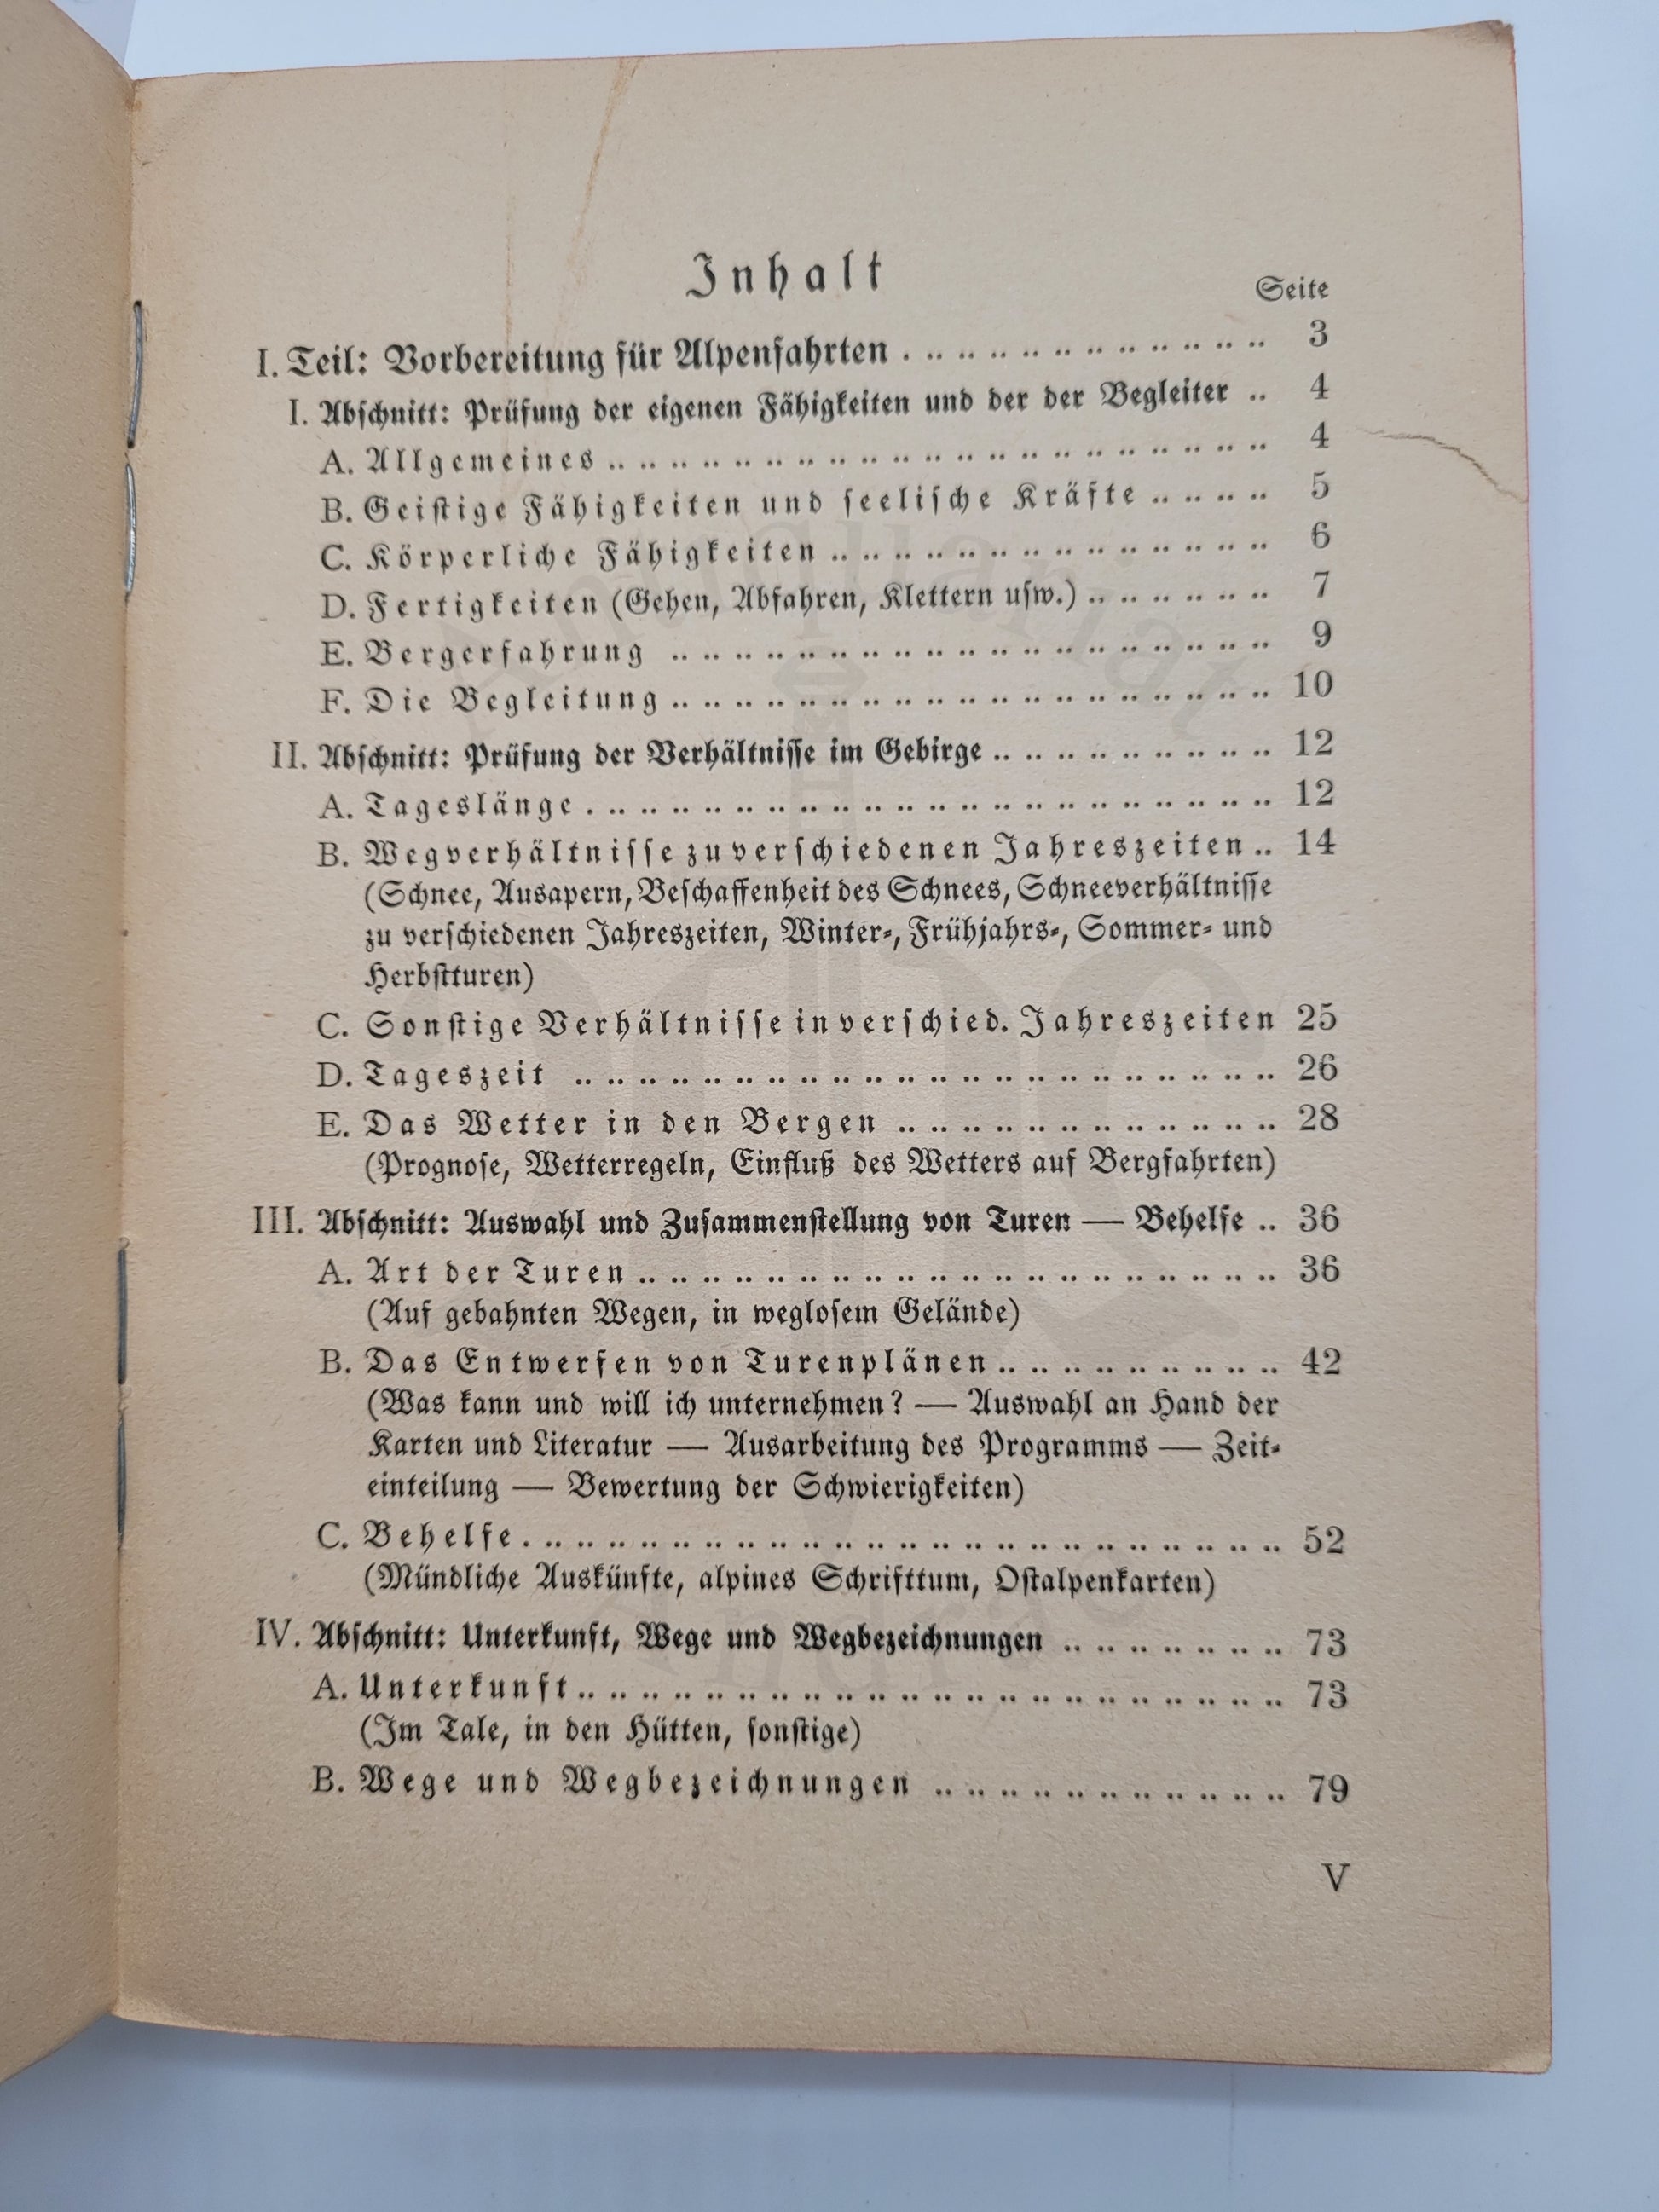 Inhalt
Seite
I. Teil: Vorbereitung für Alpenfahrten . .. .. .. .. .. .. .. .. .. .. .. 3
I. Abschnitt: Prüfung der eigenen Fähigkeiten und der der Begleiter .. 4
A. Allgemeines .. .. .. .. .. .. .. .. .. .. .. .. .. .. .. .. .. .. .. .. .. 4
B. Geistige Fähigkeiten und seelische Kräfte .. .. .. .. 5
C. Körperliche Fähigkeiten .. .. .. .. .. .. .. .. .. .. .. .. .. .. 6
D. Fertigkeiten (Gehen, Abfahren, Klettern usw.) .. .. .. .. .. .. 7
E. Bergerfahrung .. .. .. .. .. .. .. .. .. .. .. .. .. .. .. .. .. .. .. 9
F. Die Begleitung .. .. .. .. .. .. .. .. .. .. .. .. .. .. .. .. .. .. .. 10
II. Abschnitt: Prüfung der Verhältnisse im Gebirge .. .. .. .. .. .. .. .. .. 12
A. Tageslänge . .. .. .. .. .. .. .. .. .. .. .. .. .. .. .. .. .. .. .. .. .. 12
B. Wegverhältnisse zu verschiedenen Jahreszeiten .. 14
(Schnee, Ausapern, Beschaffenheit des Schnees, Schneeverhältnisse
zu verschiedenen Jahreszeiten, Winter-, Frühjahrs-, Sommer- und
Herbstturen)
C. Sonstige Verhältnisse in verschied. Jahreszeiten 25
D. Tageszeit .. .. .. .. .. .. .. .. .. .. .. .. .. .. .. .. .. .. .. .. .. .. 26
E. Das Wetter in den Bergen .. .. .. .. .. .. .. .. .. .. .. .. 28
(Prognose, Wetterregeln, Einfluß des Wetters auf Bergfahrten)
III. Abschnitt: Auswahl und Zusammenstellung von Turen — Behelfe .. 36
A. Art der Turen .. .. .. .. .. .. .. .. .. .. .. .. .. .. .. .. .. .. .. .. 36
(Auf gebahnten Wegen, in weglosem Gelände)
B. Das Entwerfen von Turenplänen .. .. .. .. .. .. .. .. .. 42
(Was kann und will ich unternehmen? — Auswahl an Hand der
Karten und Literatur — Ausarbeitung des Programms — Zeit-
einteilung — Bewertung der Schwierigkeiten)
C. Behelfe . .. .. .. .. .. .. .. .. .. .. .. .. .. .. .. .. .. .. .. .. .. .. .. 52
(Mündliche Auskünfte, alpines Schrifttum, Ostalpenkarten)
IV. Abschnitt: Unterkunft, Wege und Wegbezeichnungen .. .. .. .. .. .. .. 73
A. Unterkunft .. .. .. .. .. .. .. .. .. .. .. .. .. .. .. .. .. .. .. .. .. .. 73
(Im Tale, in den Hütten, sonstige)
B. Wege und Wegbezeichnungen .. .. .. .. .. .. .. .. .. .. .. 79
V